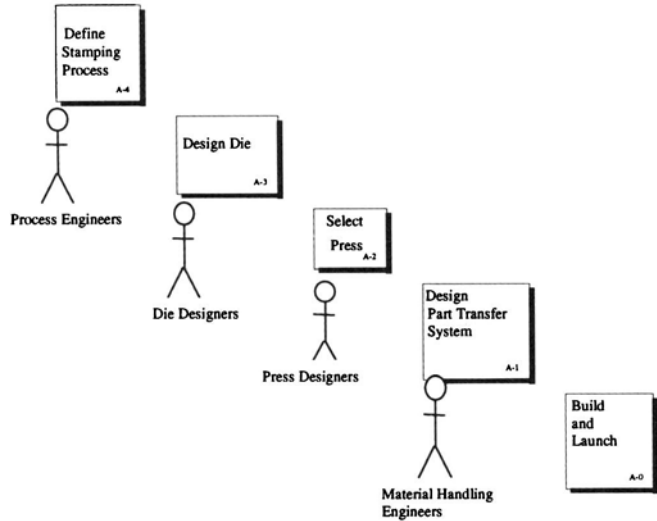 Define
Stamping
Process
A-4
Process Engineers
Design Die
A-3
Die Designers
Select
Press
A-2
Press Designers
Design
Part Transfer
System
A-1
Material Handling
Engineers
Build
and
Launch
A-0